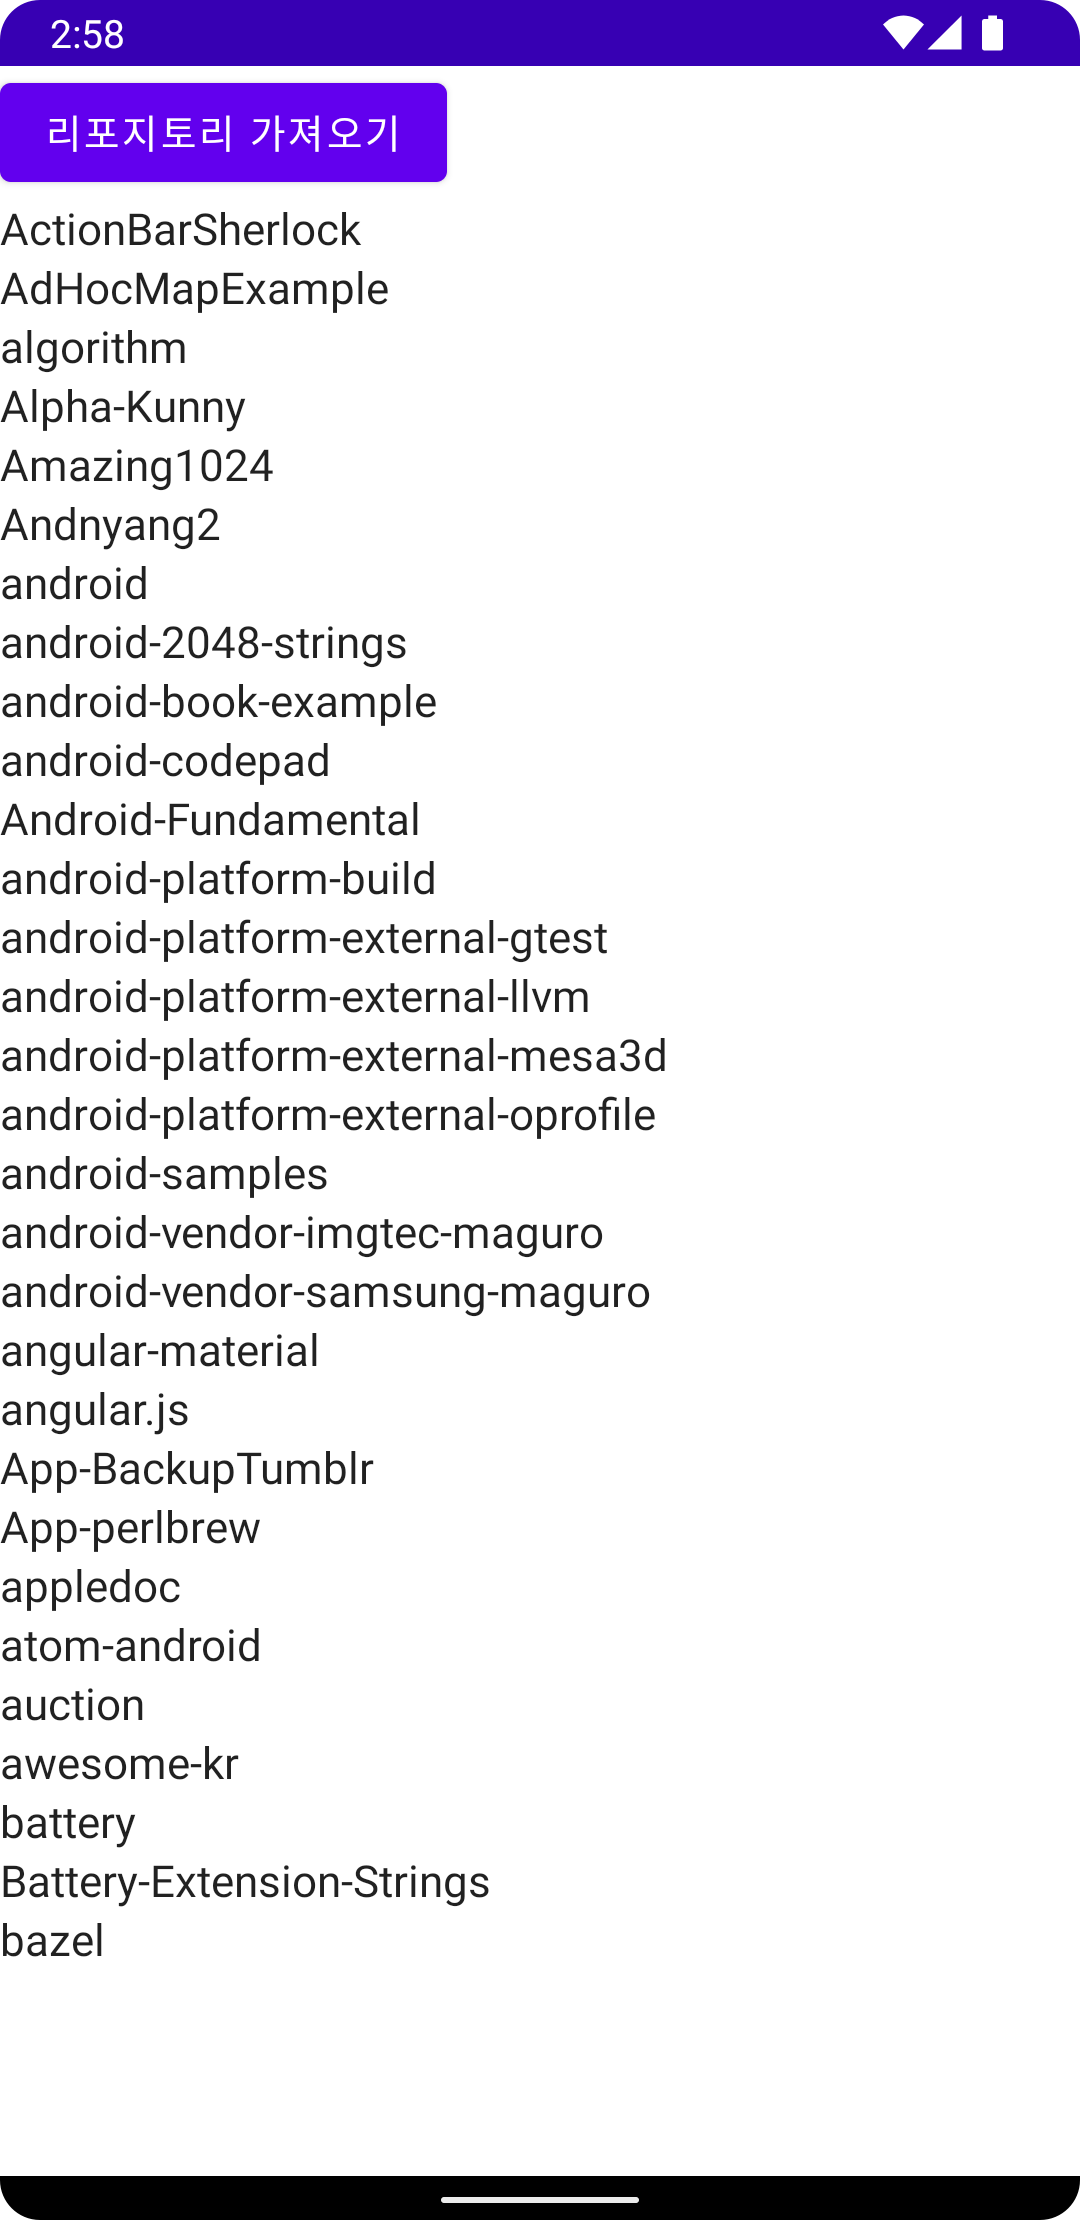 2:58
리포지토리 가져오기
ActionBarSherlock
AdHocMapExample
algorithm
Alpha-Kunny
Amazing1024
Andnyang2
android
android-2048-strings
android-book-example
android-codepad
Android-Fundamental
android-platform-build
android-platform-external-gtest
android-platform-external-llvm
android-platform-external-mesa3d
android-platform-external-oprofile
android-samples
android-vendor-imgtec-maguro
android-vendor-samsung-maguro
angular-material
angular.js
App-BackupTumblr
App-perlbrew
appledoc
atom-android
auction
awesome-kr
battery
Battery-Extension-Strings
bazel